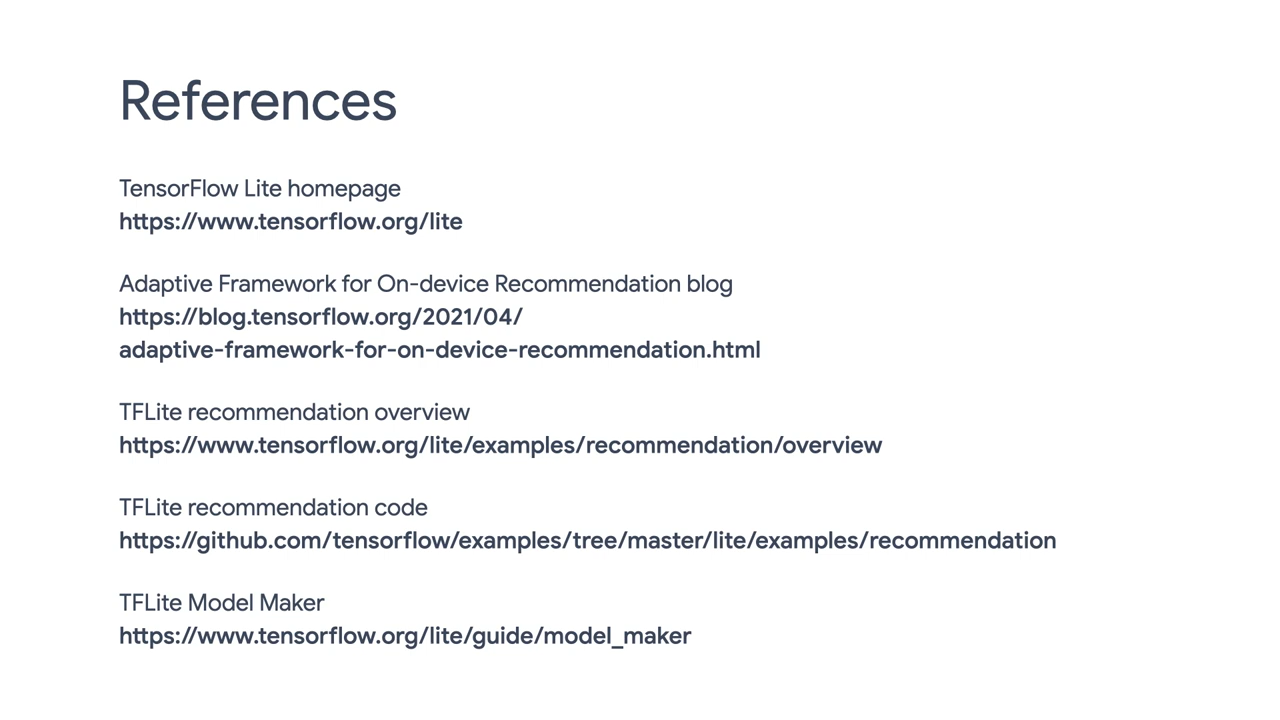 References
TensorFlow Lite homepage
https://www.tensorflow.org/lite
Adaptive Framework for On-device Recommendation blog
https://blog.tensorflow.org/2021/04/
adaptive-framework-for-on-device-recommendation.html
TFLite recommendation overview
https://www.tensorflow.org/lite/examples/recommendation/overview
TFLite recommendation code
https://github.com/tensorflow/examples/tree/master/lite/examples/recommendation
TFLite Model Maker
https://www.tensorflow.org/lite/guide/model_maker